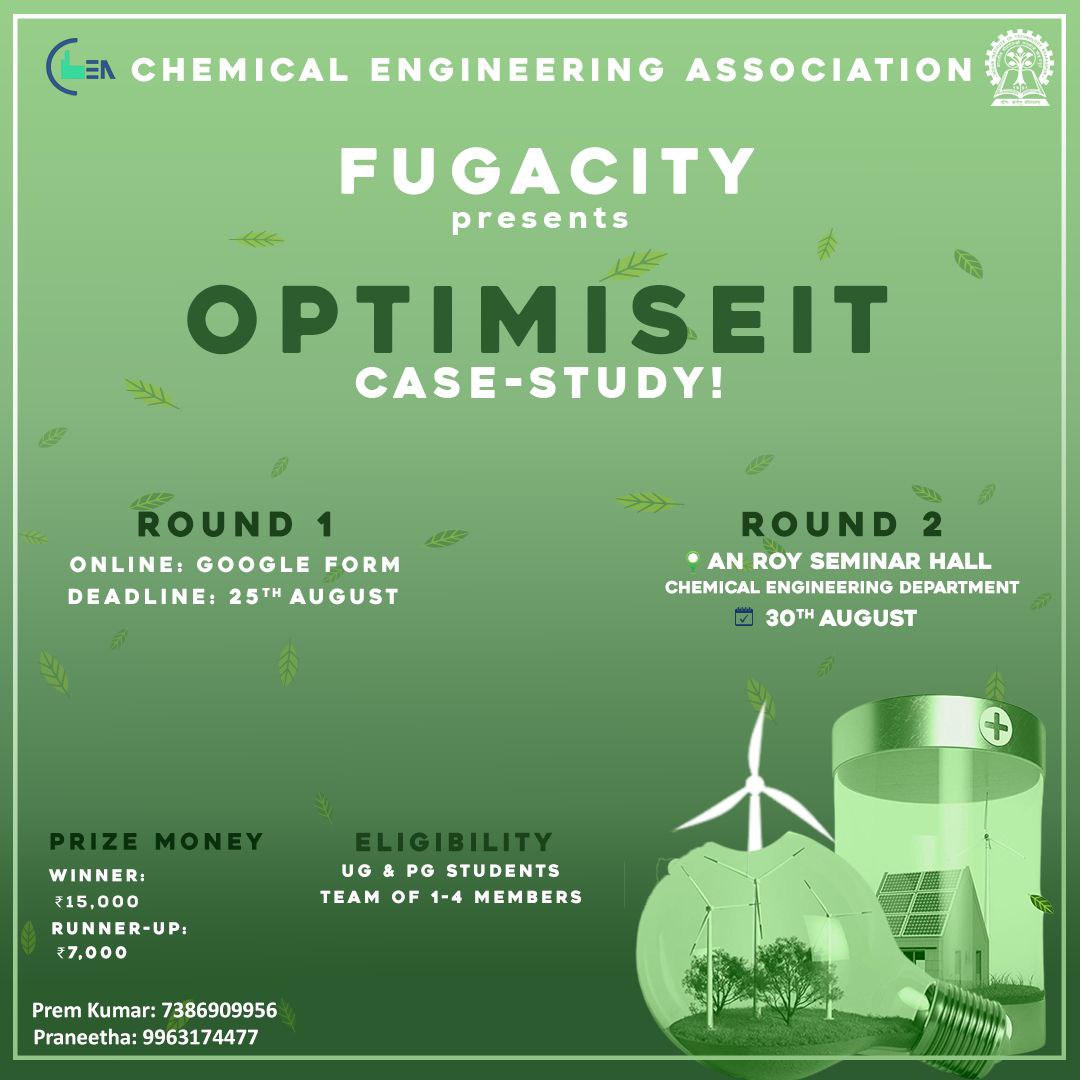 CHEA CHEMICAL ENGINEERING ASSOCIATION
FUGACITY
presents
OPTIMISEIT
CASE-STUDY!
ROUND 1
ONLINE: GOOGLE FORM
DEADLINE: 25TH AUGUST
ROUND 2
AN ROY SEMINAR HALL
CHEMICAL ENGINEERING DEPARTMENT
30TH AUGUST
PRIZE MONEY
WINNER:
₹15,000
RUNNER-UP:
₹7,000
ELIGIBILITY
UG & PG STUDENTS
TEAM OF 1-4 MEMBERS
Prem Kumar: 7386909956
Praneetha: 9963174477